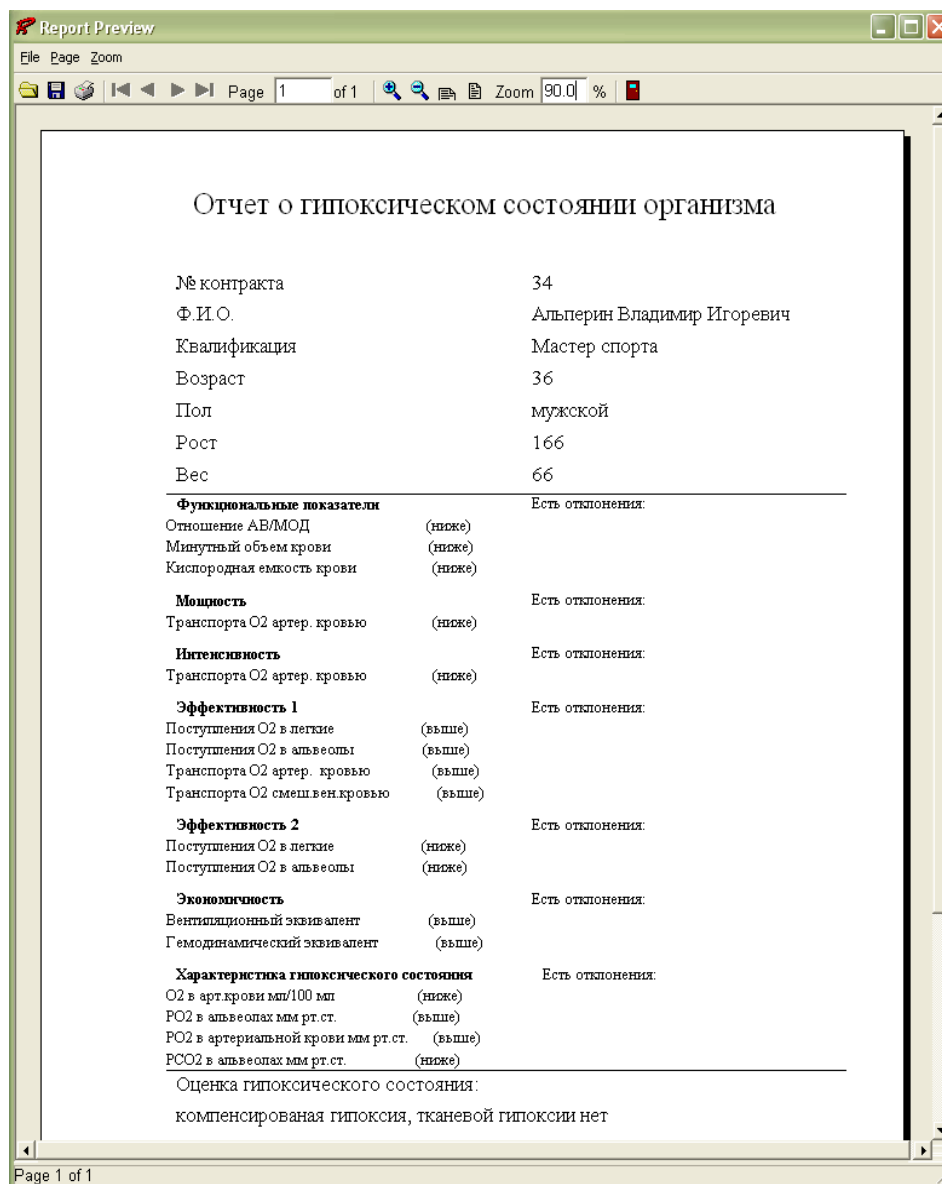 Report Preview
File Page Zoom
Page 1 of 1 Zoom 90.0 %
Отчет о гипоксическом состоянии организма
№ контракта 34
Ф.И.О. Альперин Владимир Игоревич
Квалификация Мастер спорта
Возраст 36
Пол мужской
Рост 166
Вес 66
Функциональные показатели Есть отклонения:
Отношение АВ/МОД (ниже)
Минутный объем крови (ниже)
Кислородная емкость крови (ниже)
Мощность Есть отклонения:
Транспорта О2 артер. кровью (ниже)
Интенсивность Есть отклонения:
Транспорта О2 артер. кровью (ниже)
Эффективность 1 Есть отклонения:
Поступления О2 в легкие (выше)
Поступления О2 в альвеолы (выше)
Транспорта О2 артер. кровью (выше)
Транспорта О2 смеш.вен.кровью (выше)
Эффективность 2 Есть отклонения:
Поступления О2 в легкие (ниже)
Поступления О2 в альвеолы (ниже)
Экономичность Есть отклонения:
Вентиляционный эквивалент (выше)
Гемодинамический эквивалент (выше)
Характеристика гипоксического состояния Есть отклонения:
О2 в арт.крови мл/100 мл (ниже)
РО2 в альвеолах мм рт.ст. (выше)
РО2 в артериальной крови мм рт.ст. (выше)
РСО2 в альвеолах мм рт.ст. (ниже)
Оценка гипоксического состояния:
компенсированая гипоксия, тканевой гипоксии нет
Page 1 of 1